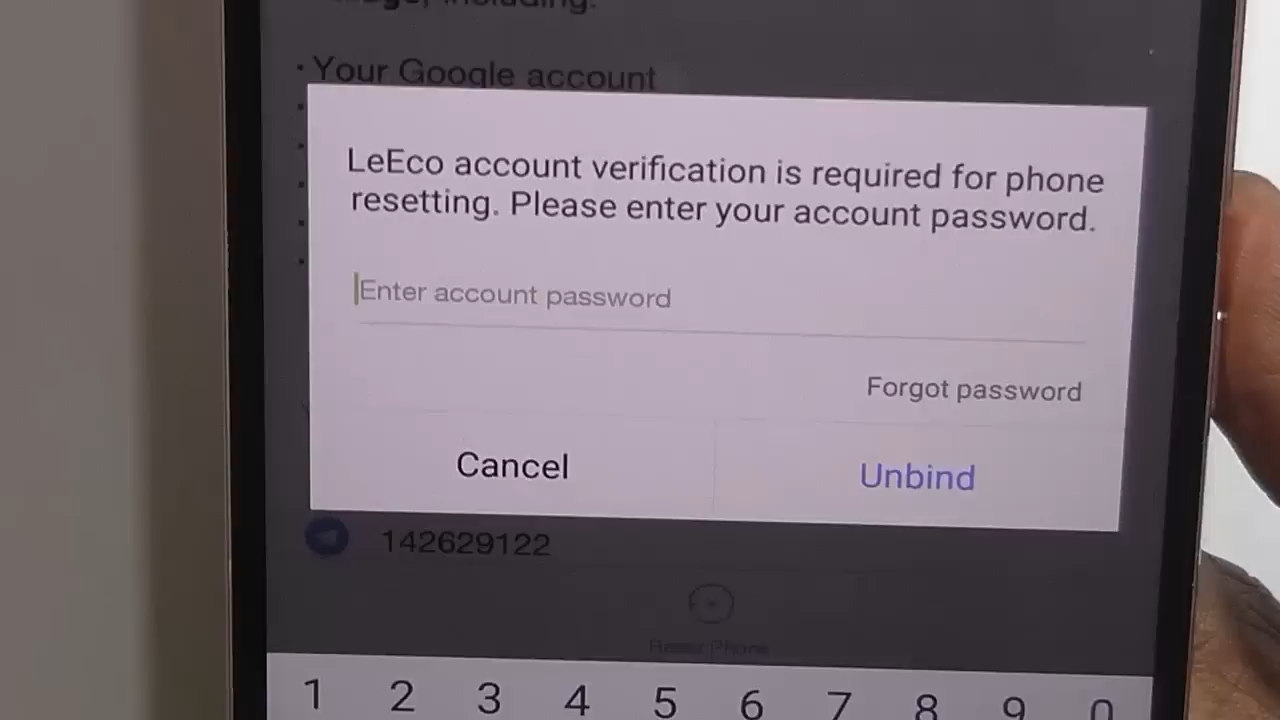 including:
· Your Google account
LeEco account verification is required for phone
resetting. Please enter your account password.
Enter account password
Forgot password
Cancel
Unbind
142629122
Reset Phone
1 2 3 4 5 6 7 8 9 0